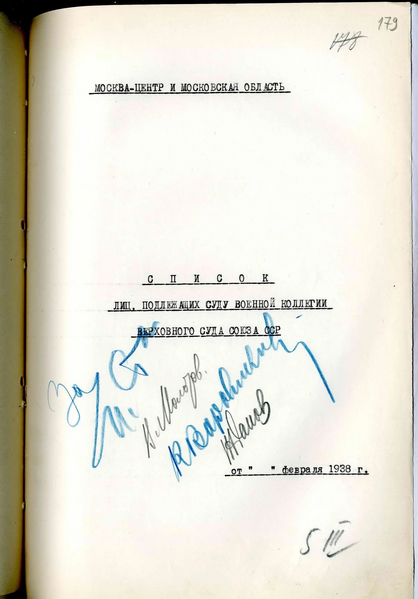 179
178
МОСКВА-ЦЕНТР И МОСКОВСКАЯ ОБЛАСТЬ
С П И С О К
ЛИЦ, ПОДЛЕЖАЩИХ СУДУ ВОЕННОЙ КОЛЛЕГИИ
ВЕРХОВНОГО СУДА СОЮЗА ССР
За
И. Ст
В. Молотов.
К Ворошилов
Жданов
от " " февраля 1938 г.
5 III